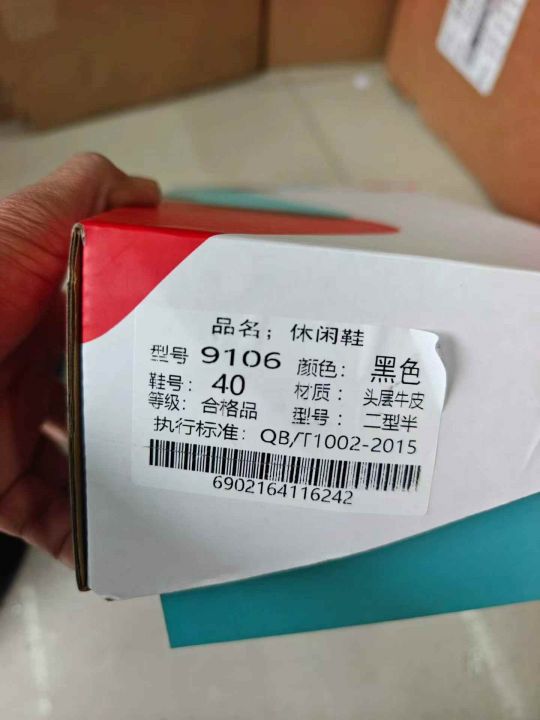 品名；休闲鞋
型号 9106 颜色： 黑色
鞋号： 40 材质： 头层牛皮
等级： 合格品 型号： 二型半
执行标准： QB/T1002-2015
6902164116242